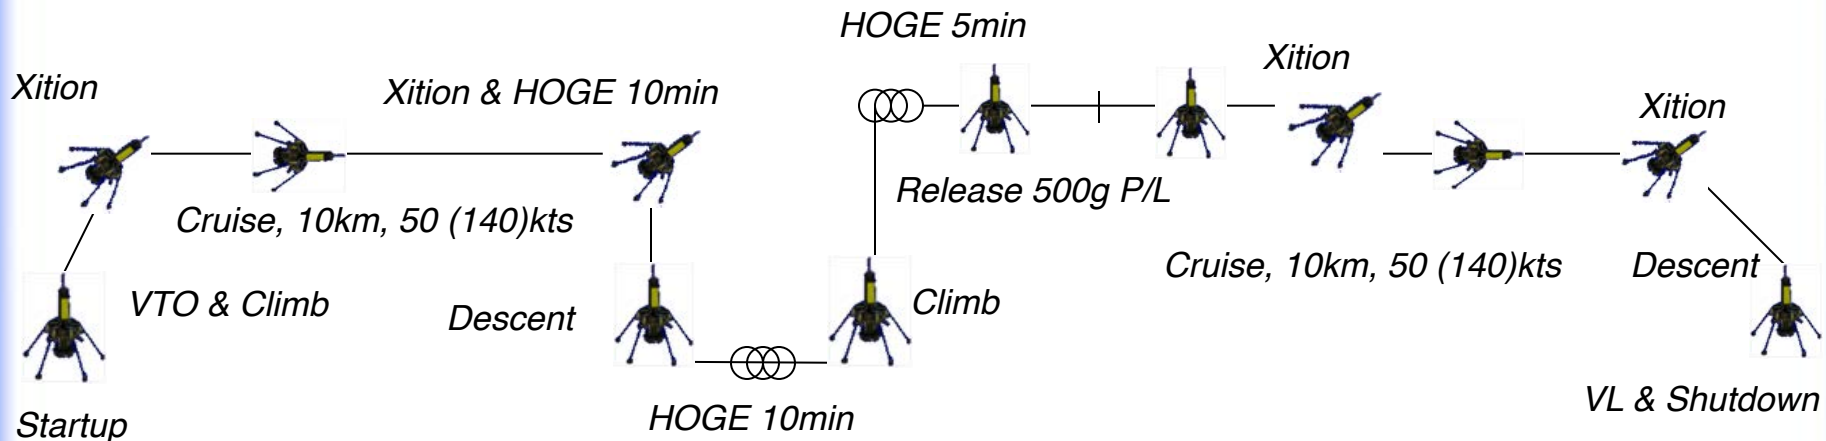 Xition
Startup
VTO & Climb
Cruise, 10km, 50 (140)kts
Xition & HOGE 10min
Descent
HOGE 10min
Climb
HOGE 5min
Release 500g P/L
Xition
Cruise, 10km, 50 (140)kts
Xition
Descent
VL & Shutdown